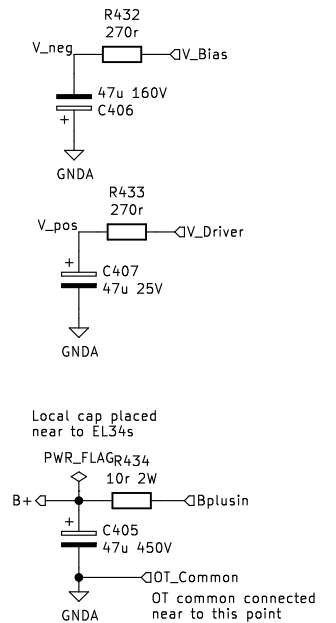 R432
270r
V_neg
V_Bias
47u 160V
C406
+
GNDA
R433
270r
V_pos
V_Driver
+
C407
47u 25V
GNDA
Local cap placed
near to EL34s
PWR_FLAG
R434
10r 2W
B+
Bplusin
+
C405
47u 450V
OT_Common
GNDA
OT common connected
near to this point